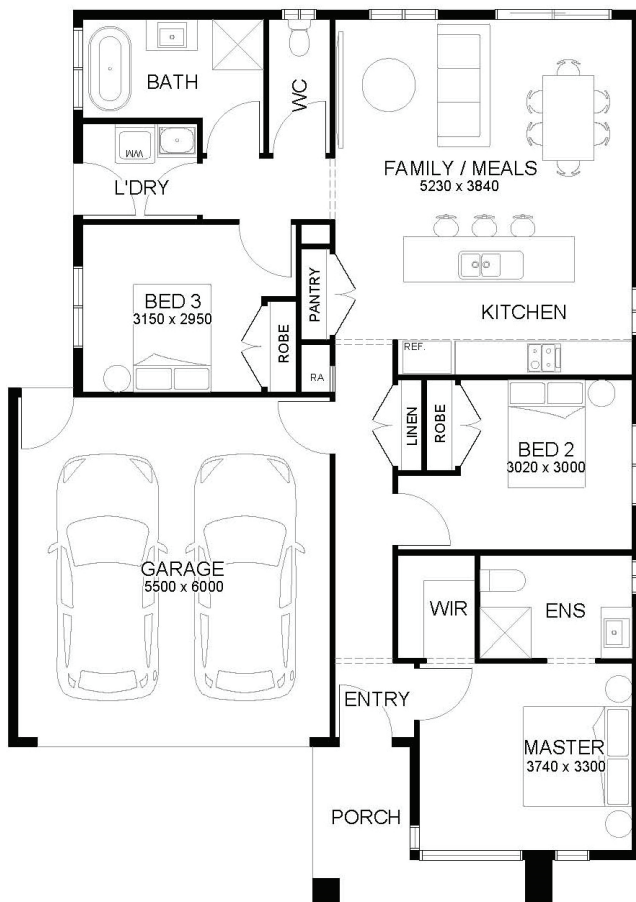 BATH
WC
WM
L'DRY
FAMILY / MEALS
5230 x 3840
BED 3
3150 x 2950
ROBE
PANTRY
KITCHEN
REF.
RA
LINEN
ROBE
BED 2
3020 x 3000
GARAGE
5500 x 6000
WIR
ENS
ENTRY
MASTER
3740 x 3300
PORCH